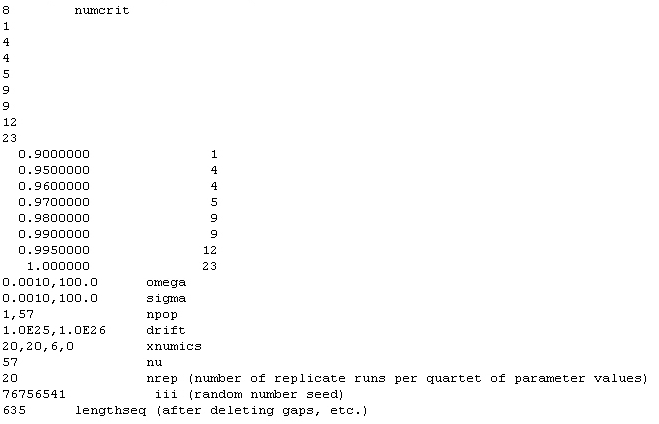 8 numcrit
1
4
4
5
9
9
12
23
0.9000000 1
0.9500000 4
0.9600000 4
0.9700000 5
0.9800000 9
0.9900000 9
0.9950000 12
1.000000 23
0.0010,100.0 omega
0.0010,100.0 sigma
1,57 npop
1.0E25,1.0E26 drift
20,20,6,0 xnumics
57 nu
20 nrep (number of replicate runs per quartet of parameter values)
76756541 iii (random number seed)
635 lengthseq (after deleting gaps, etc.)